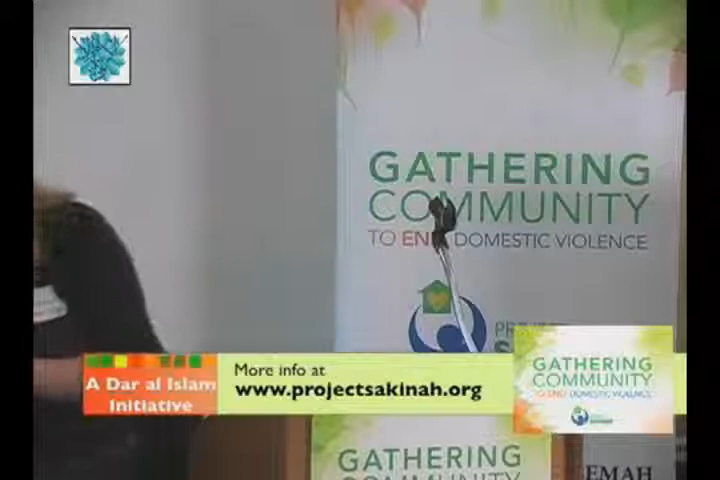 GATHERING
COMMUNITY
TO END DOMESTIC VIOLENCE
A Dar al Islam
Initiative
More info at
www.projectsakinah.org
GATHERING
COMMUNITY
TO END DOMESTIC VIOLENCE
GATHERING
COMMUNITY
EMAH